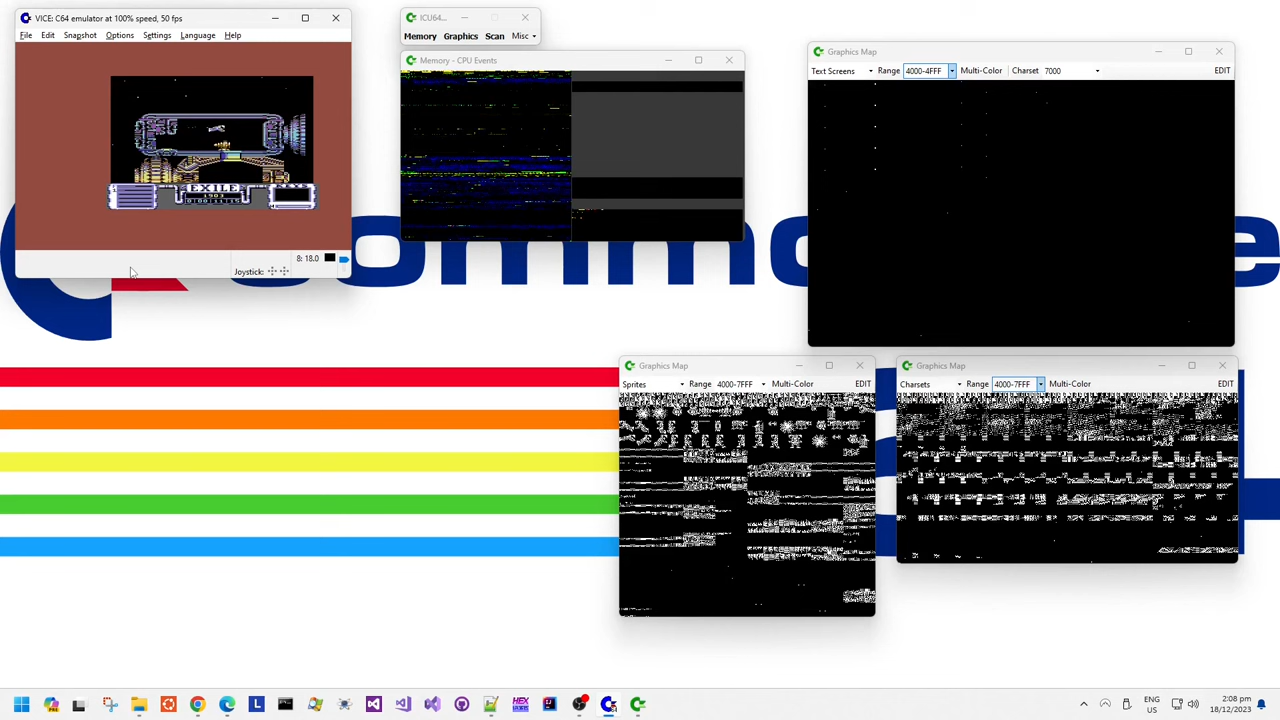 VICE: C64 emulator at 100% speed, 50 fps
File Edit Snapshot Options Settings Language Help
EXILE
1903
8: 18.0
Joystick:
ICU64...
Memory Graphics Scan Misc
Memory - CPU Events
Graphics Map
Text Screens Range 4000-4FFF Multi-Color Charset 7000 EDIT
Graphics Map
Sprites Range 4000-7FFF Multi-Color EDIT
Graphics Map
Charsets Range 4000-7FFF Multi-Color EDIT
L
HEX
ENG
US
2:08 pm
18/12/2023